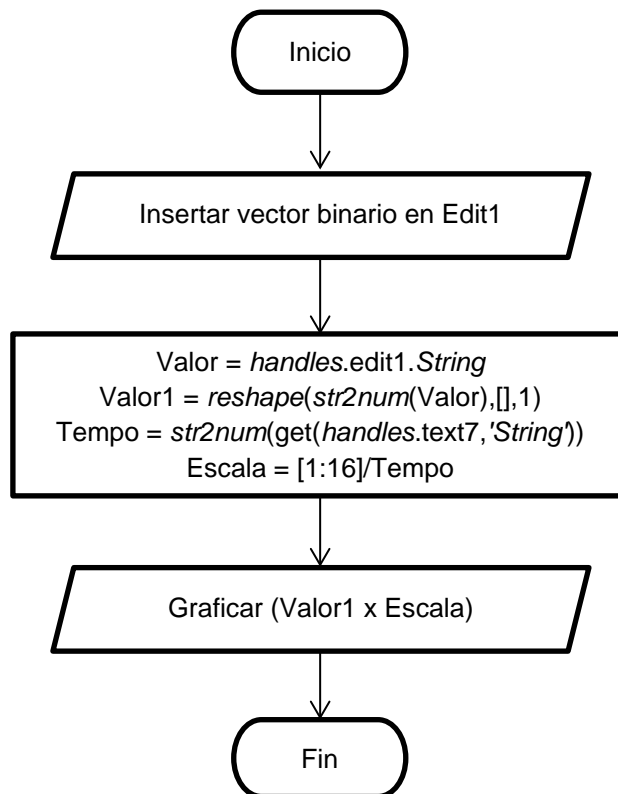 Inicio
Insertar vector binario en Edit1
Valor = handles.edit1.String
Valor1 = reshape(str2num(Valor),[],1)
Tempo = str2num(get(handles.text7,'String'))
Escala = [1:16]/Tempo
Graficar (Valor1 x Escala)
Fin